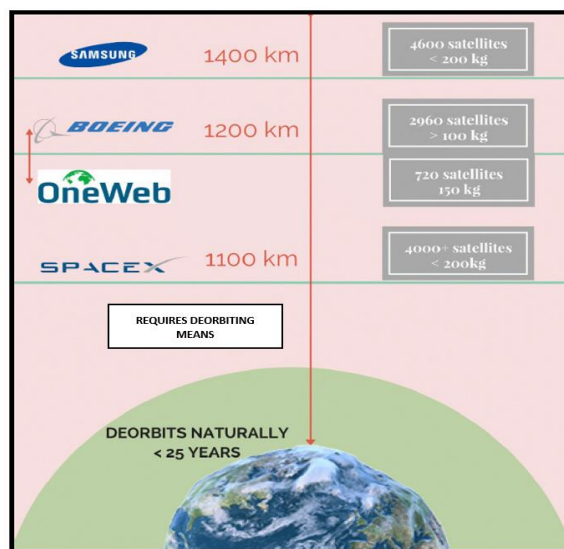 SAMSUNG
1400 km
4600 satellites
< 200 kg
BOEING
1200 km
2960 satellites
> 100 kg
OneWeb
720 satellites
150 kg
SPACEX
1100 km
4000+ satellites
< 200kg
REQUIRES DEORBITING
MEANS
DEORBITS NATURALLY
< 25 YEARS